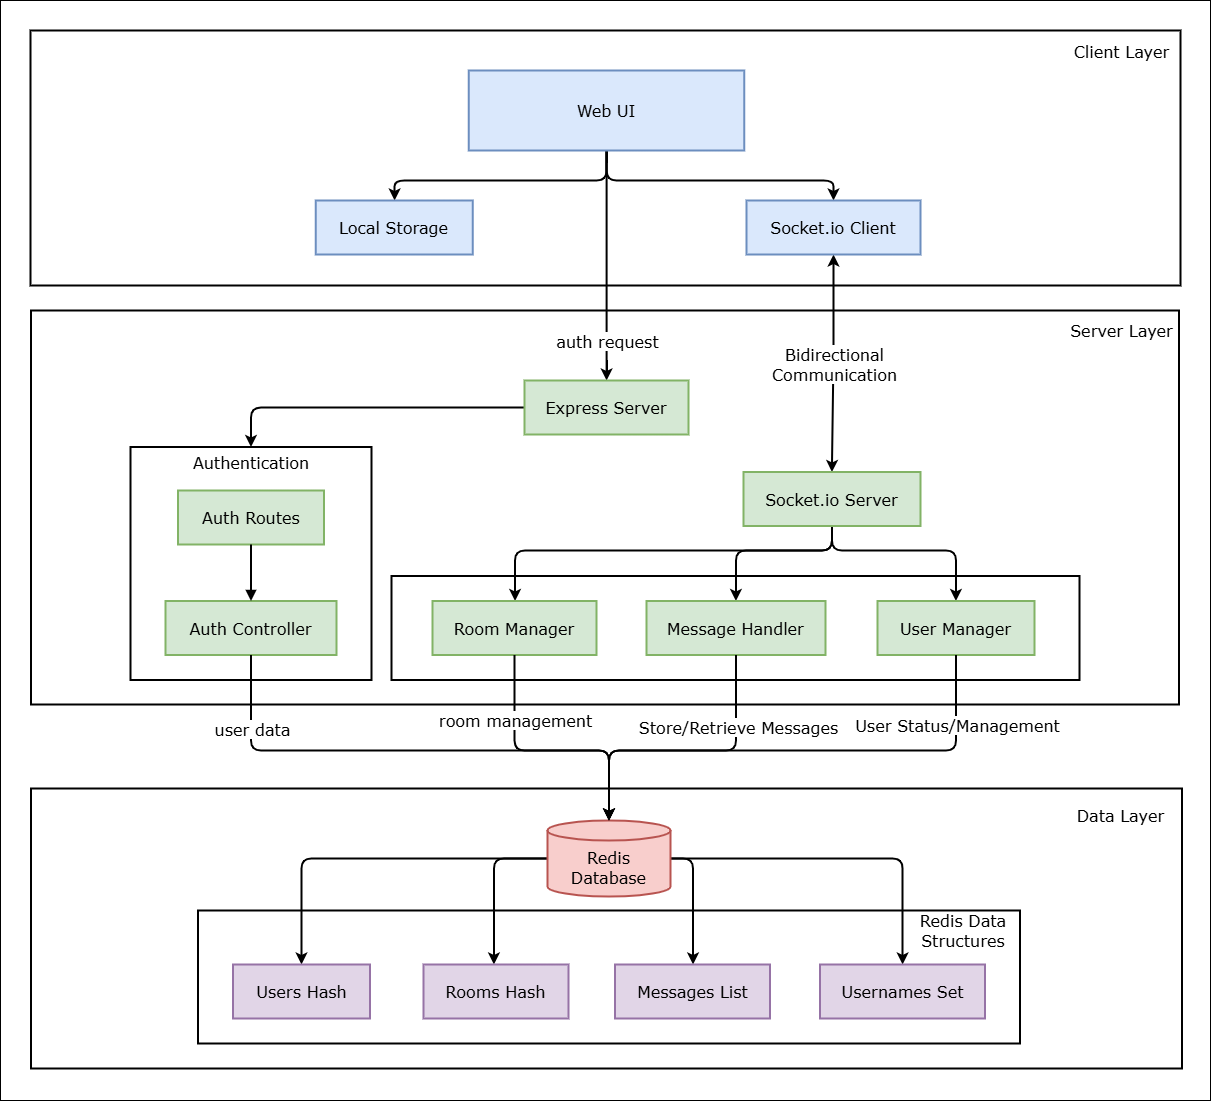 Client Layer
Web UI
Local Storage
Socket.io Client
Server Layer
auth request
Bidirectional
Communication
Express Server
Authentication
Auth Routes
Socket.io Server
Auth Controller
Room Manager
Message Handler
User Manager
user data
room management
Store/Retrieve Messages
User Status/Management
Data Layer
Redis
Database
Redis Data
Structures
Users Hash
Rooms Hash
Messages List
Usernames Set